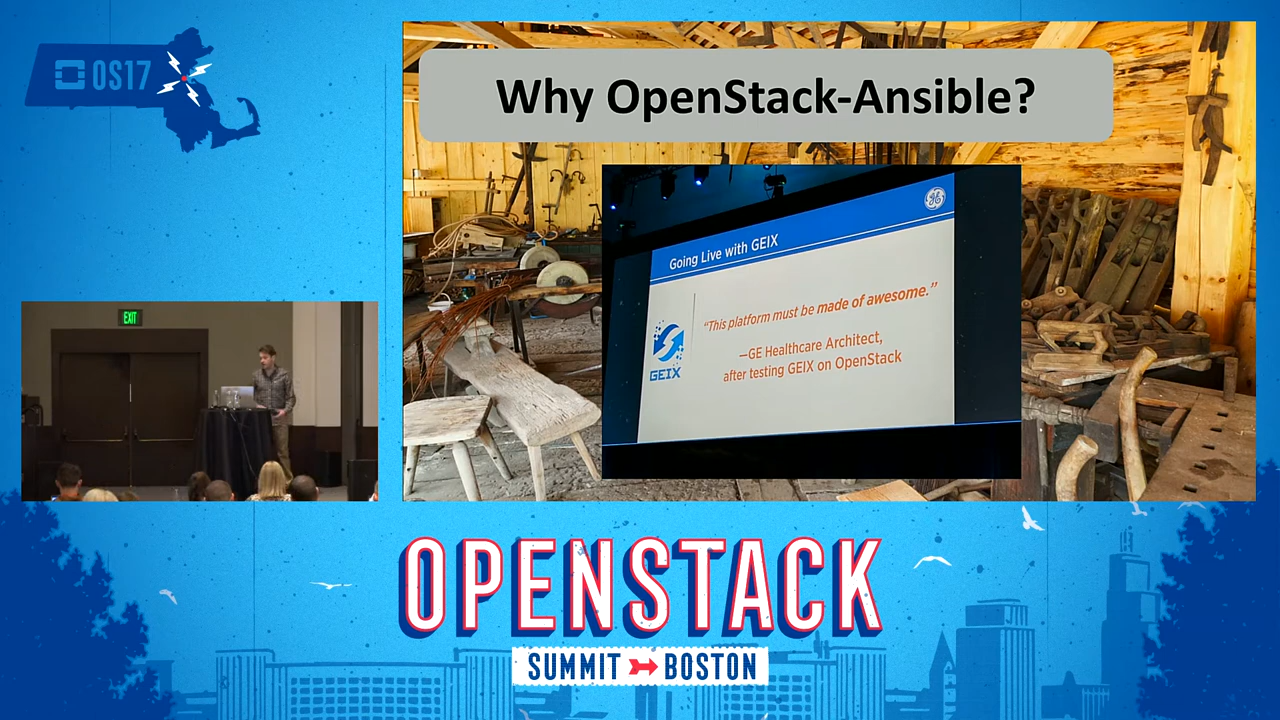 OS17
Why OpenStack-Ansible?
Going Live with GEIX
GEIX
“This platform must be made of awesome.”
—GE Healthcare Architect,
after testing GEIX on OpenStack
EXIT
OPENSTACK
SUMMIT BOSTON